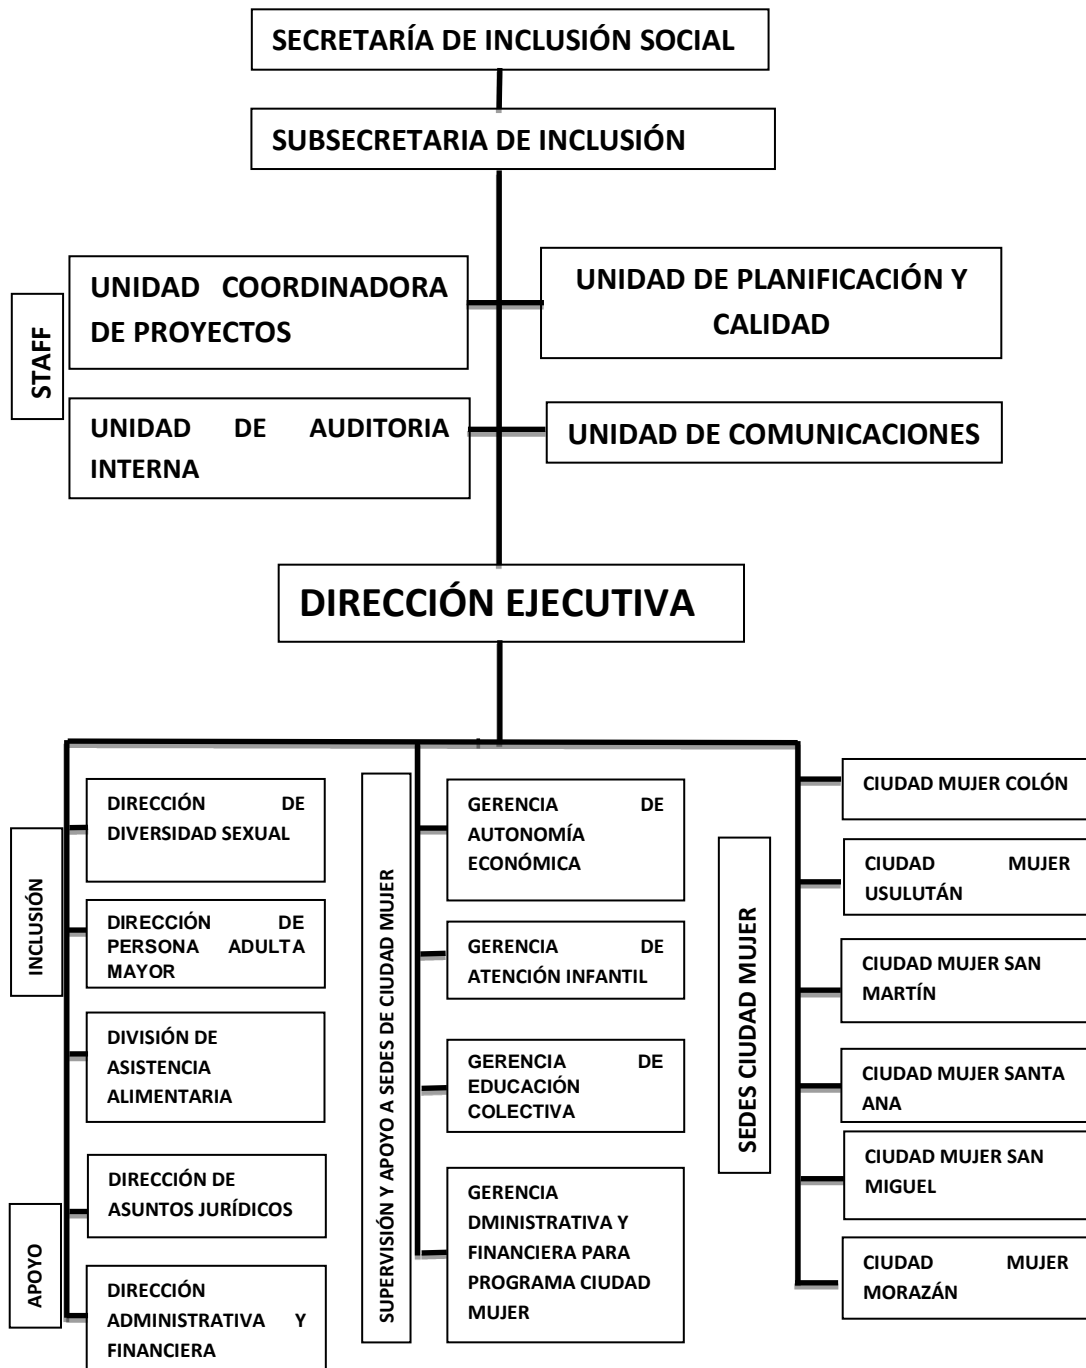 SECRETARÍA DE INCLUSIÓN SOCIAL
SUBSECRETARIA DE INCLUSIÓN
STAFF
UNIDAD COORDINADORA
DE PROYECTOS
UNIDAD DE PLANIFICACIÓN Y
CALIDAD
UNIDAD DE AUDITORIA
INTERNA
UNIDAD DE COMUNICACIONES
DIRECCIÓN EJECUTIVA
INCLUSIÓN
DIRECCIÓN DE
DIVERSIDAD SEXUAL
DIRECCIÓN DE
PERSONA ADULTA
MAYOR
DIVISIÓN DE
ASISTENCIA
ALIMENTARIA
APOYO
DIRECCIÓN DE
ASUNTOS JURÍDICOS
DIRECCIÓN
ADMINISTRATIVA Y
FINANCIERA
SUPERVISIÓN Y APOYO A SEDES DE CIUDAD MUJER
GERENCIA DE
AUTONOMÍA
ECONÓMICA
GERENCIA DE
ATENCIÓN INFANTIL
GERENCIA DE
EDUCACIÓN
COLECTIVA
GERENCIA
DMINISTRATIVA Y
FINANCIERA PARA
PROGRAMA CIUDAD
MUJER
SEDES CIUDAD MUJER
CIUDAD MUJER COLÓN
CIUDAD MUJER
USULUTÁN
CIUDAD MUJER SAN
MARTÍN
CIUDAD MUJER SANTA
ANA
CIUDAD MUJER SAN
MIGUEL
CIUDAD MUJER
MORAZÁN